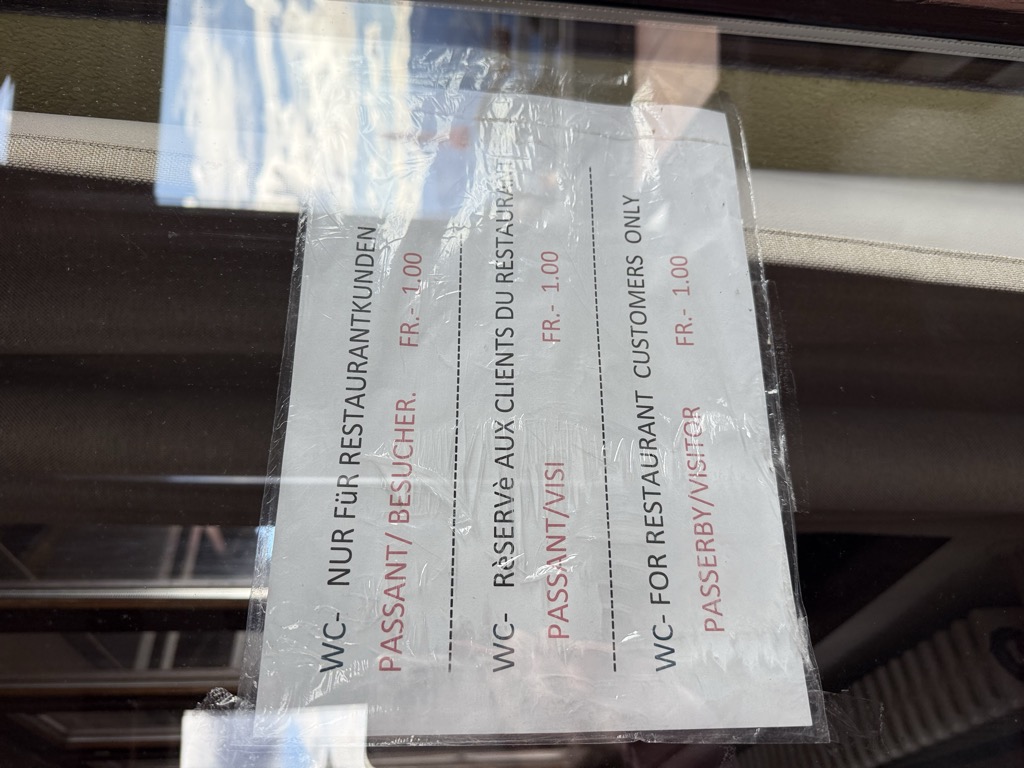 WC- NUR FüR RESTAURANTKUNDEN
PASSANT/ BESUCHER. FR.- 1.00
WC- RèSERVè AUX CLIENTS DU RESTAURANT
PASSANT/VISI FR.- 1.00
WC- FOR RESTAURANT CUSTOMERS ONLY
PASSERBY/VISITOR FR.- 1.00